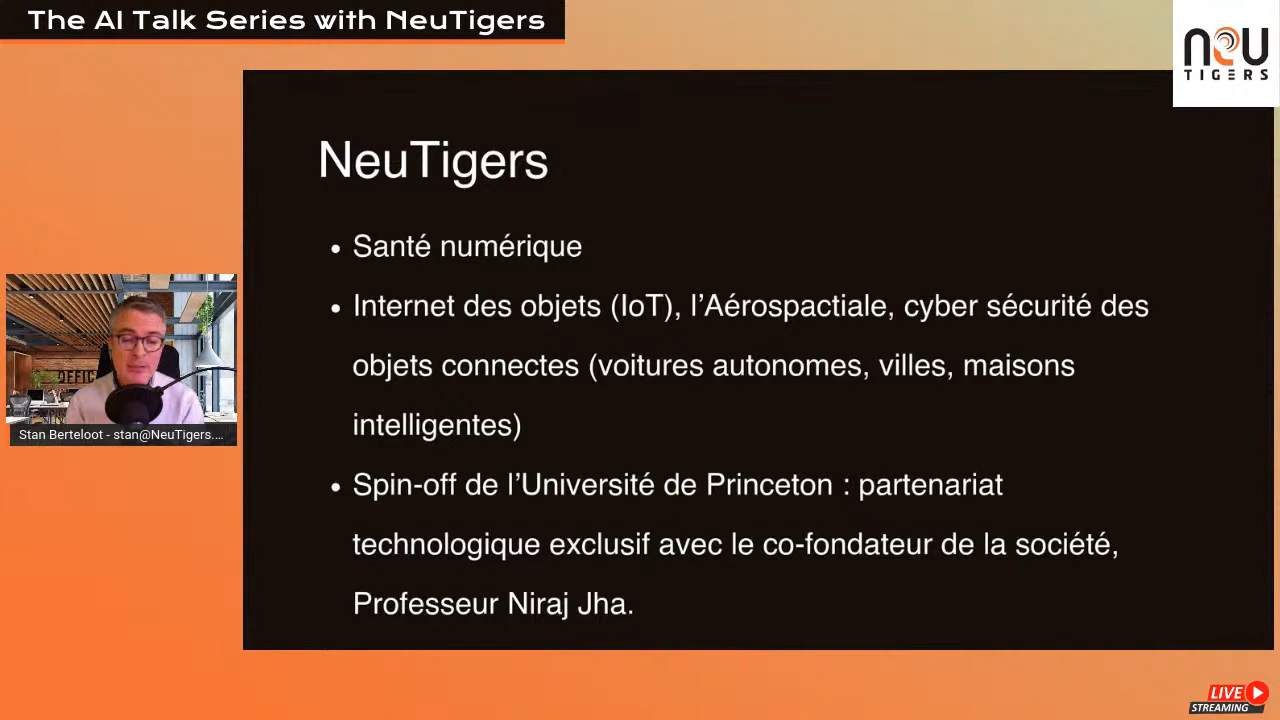 The AI Talk Series with NeuTigers
neu
TIGERS
NeuTigers
• Santé numérique
• Internet des objets (IoT), l’Aérospactiale, cyber sécurité des
objets connectes (voitures autonomes, villes, maisons
intelligentes)
• Spin-off de l’Université de Princeton : partenariat
technologique exclusif avec le co-fondateur de la société,
Professeur Niraj Jha.
OFFIC
Stan Berteloot - stan@NeuTigers....
LIVE
STREAMING